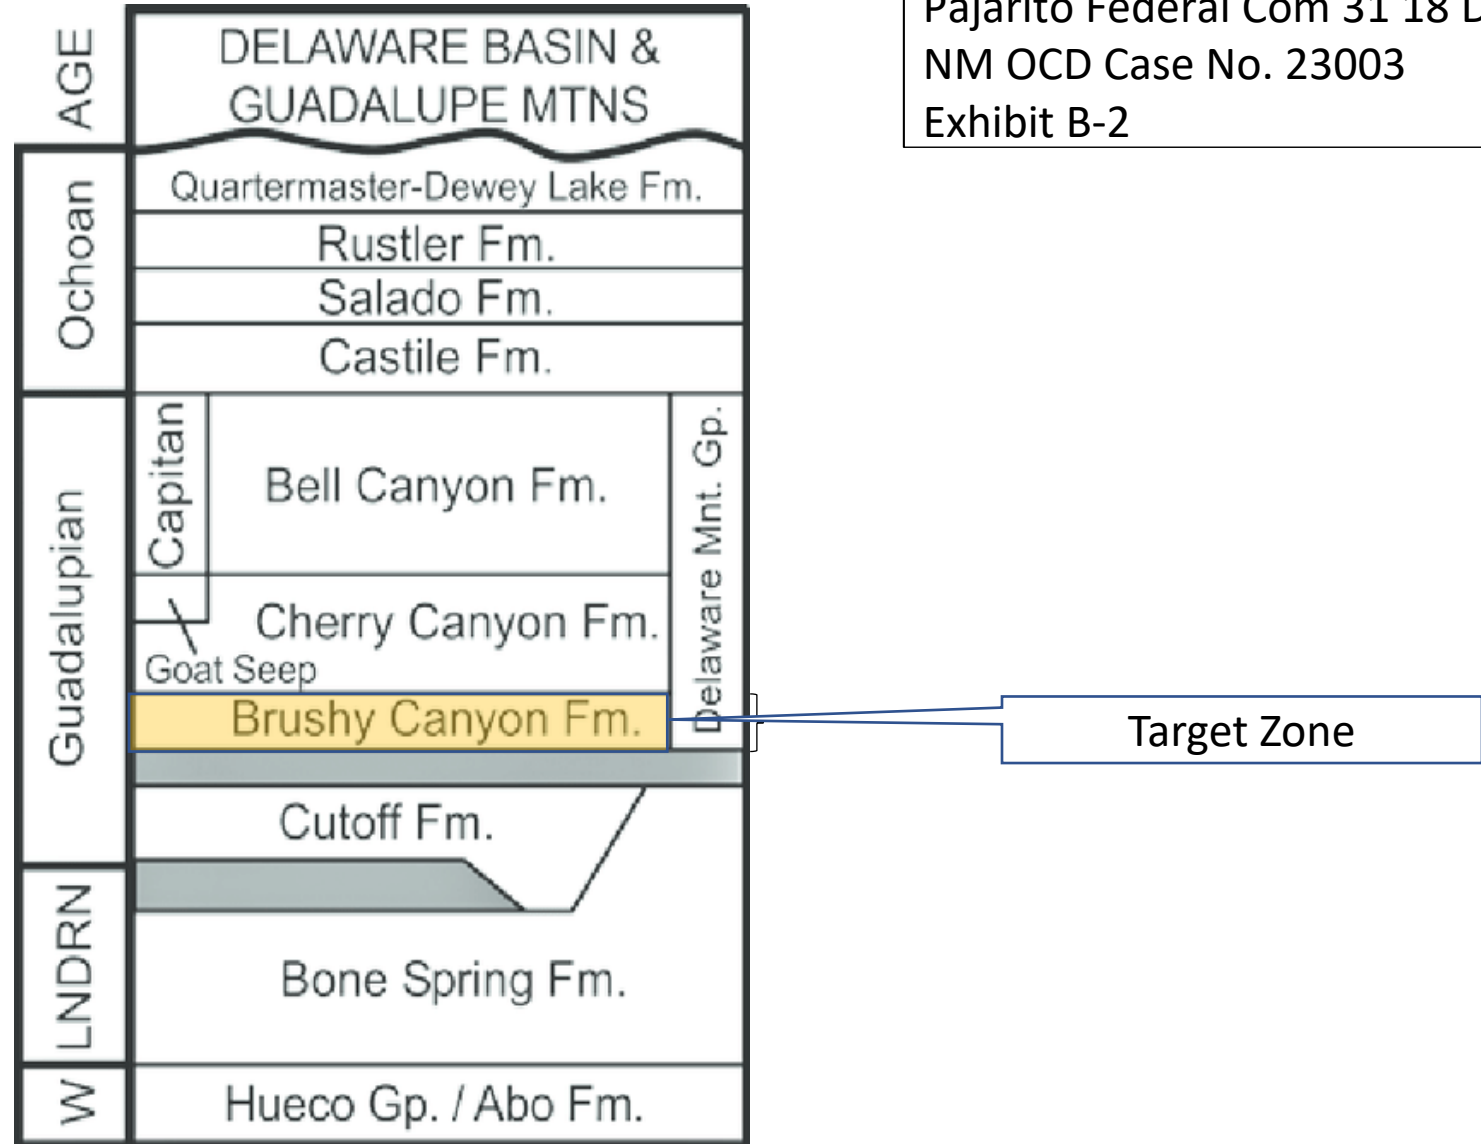 Pajarito Federal Com 31 18 D
NM OCD Case No. 23003
Exhibit B-2
AGE
DELAWARE BASIN &
GUADALUPE MTNS
Ochoan
Quartermaster-Dewey Lake Fm.
Rustler Fm.
Salado Fm.
Castile Fm.
Guadalupian
Capitan
Bell Canyon Fm.
Delaware Mnt. Gp.
Cherry Canyon Fm.
Goat Seep
Brushy Canyon Fm.
Target Zone
Cutoff Fm.
LNDRN
Bone Spring Fm.
W
Hueco Gp. / Abo Fm.